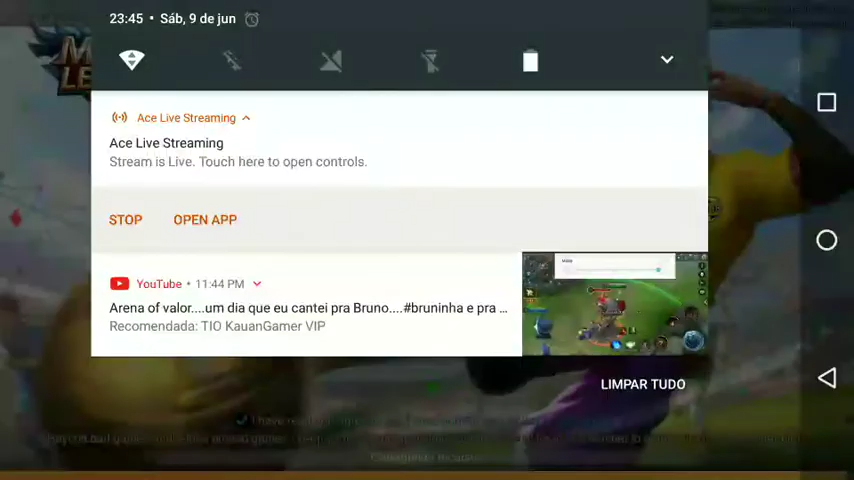 23:45 • Sáb, 9 de jun
Ace Live Streaming
Ace Live Streaming
Stream is Live. Touch here to open controls.
STOP
OPEN APP
YouTube • 11:44 PM
Arena of valor....um dia que eu cantei pra Bruno....#bruninha e pra ...
Recomendada: TIO KauanGamer VIP
LIMPAR TUDO